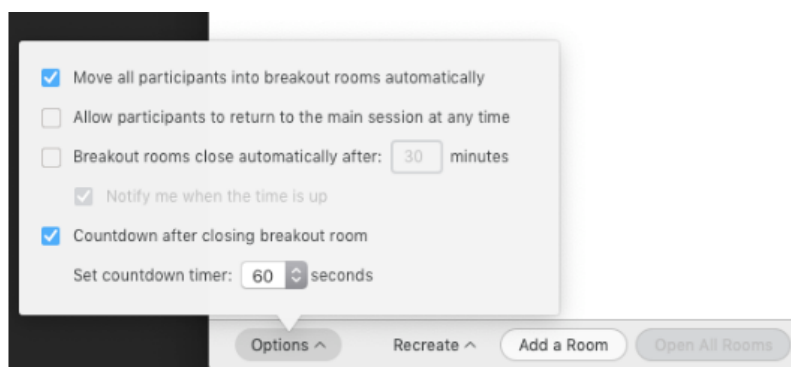 Move all participants into breakout rooms automatically
Allow participants to return to the main session at any time
Breakout rooms close automatically after: 30 minutes
Notify me when the time is up
Countdown after closing breakout room
Set countdown timer: 60 seconds
Options Recreate Add a Room Open All Rooms